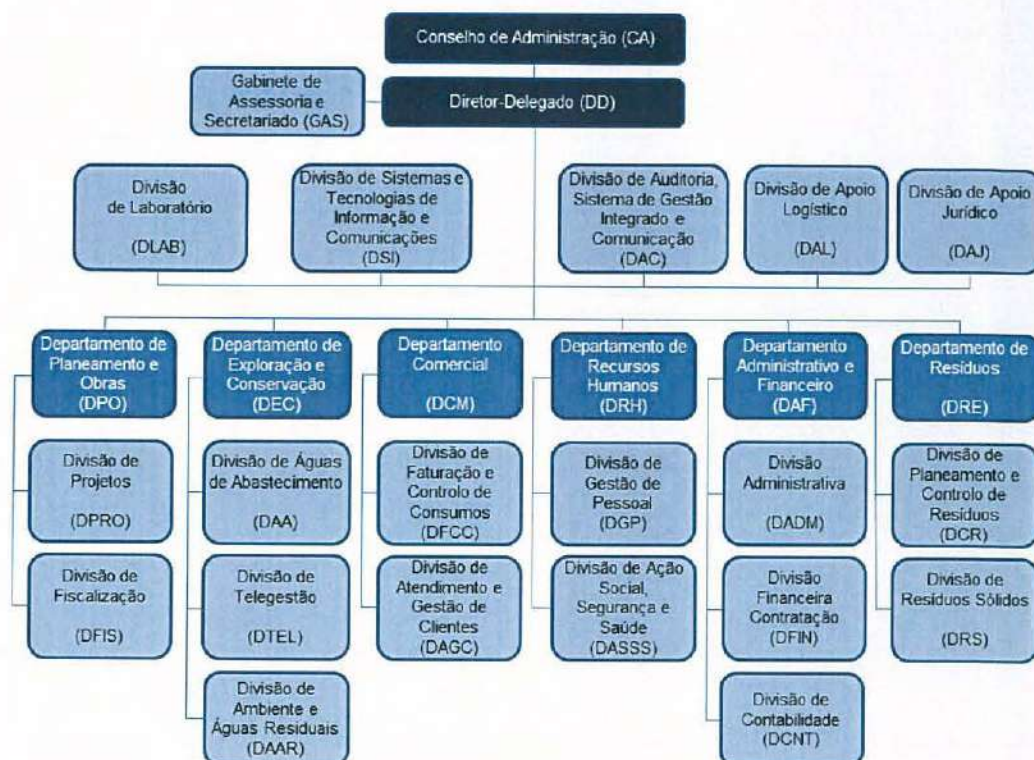 Conselho de Administração (CA)
Gabinete de
Assessoria e
Secretariado (GAS)
Diretor-Delegado (DD)
Divisão
de Laboratório
(DLAB)
Divisão de Sistemas e
Tecnologias de
Informação e
Comunicações
(DSI)
Divisão de Auditoria,
Sistema de Gestão
Integrado e
Comunicação
(DAC)
Divisão de Apoio
Logístico
(DAL)
Divisão de Apoio
Jurídico
(DAJ)
Departamento de
Planeamento e
Obras
(DPO)
Departamento de
Exploração e
Conservação
(DEC)
Departamento
Comercial
(DCM)
Departamento de
Recursos
Humanos
(DRH)
Departamento
Administrativo e
Financeiro
(DAF)
Departamento de
Resíduos
(DRE)
Divisão de
Projetos
(DPRO)
Divisão de Águas
de Abastecimento
(DAA)
Divisão de
Faturação e
Controlo de
Consumos
(DFCC)
Divisão de
Gestão de
Pessoal
(DGP)
Divisão
Administrativa
(DADM)
Divisão de
Planeamento e
Controlo de
Resíduos
(DCR)
Divisão de
Fiscalização
(DFIS)
Divisão de
Telegestão
(DTEL)
Divisão de
Atendimento e
Gestão de
Clientes
(DAGC)
Divisão de Ação
Social,
Segurança e
Saúde
(DASSS)
Divisão
Financeira
Contratação
(DFIN)
Divisão de
Resíduos Sólidos
(DRS)
Divisão de
Ambiente e
Águas Residuais
(DAAR)
Divisão de
Contabilidade
(DCNT)